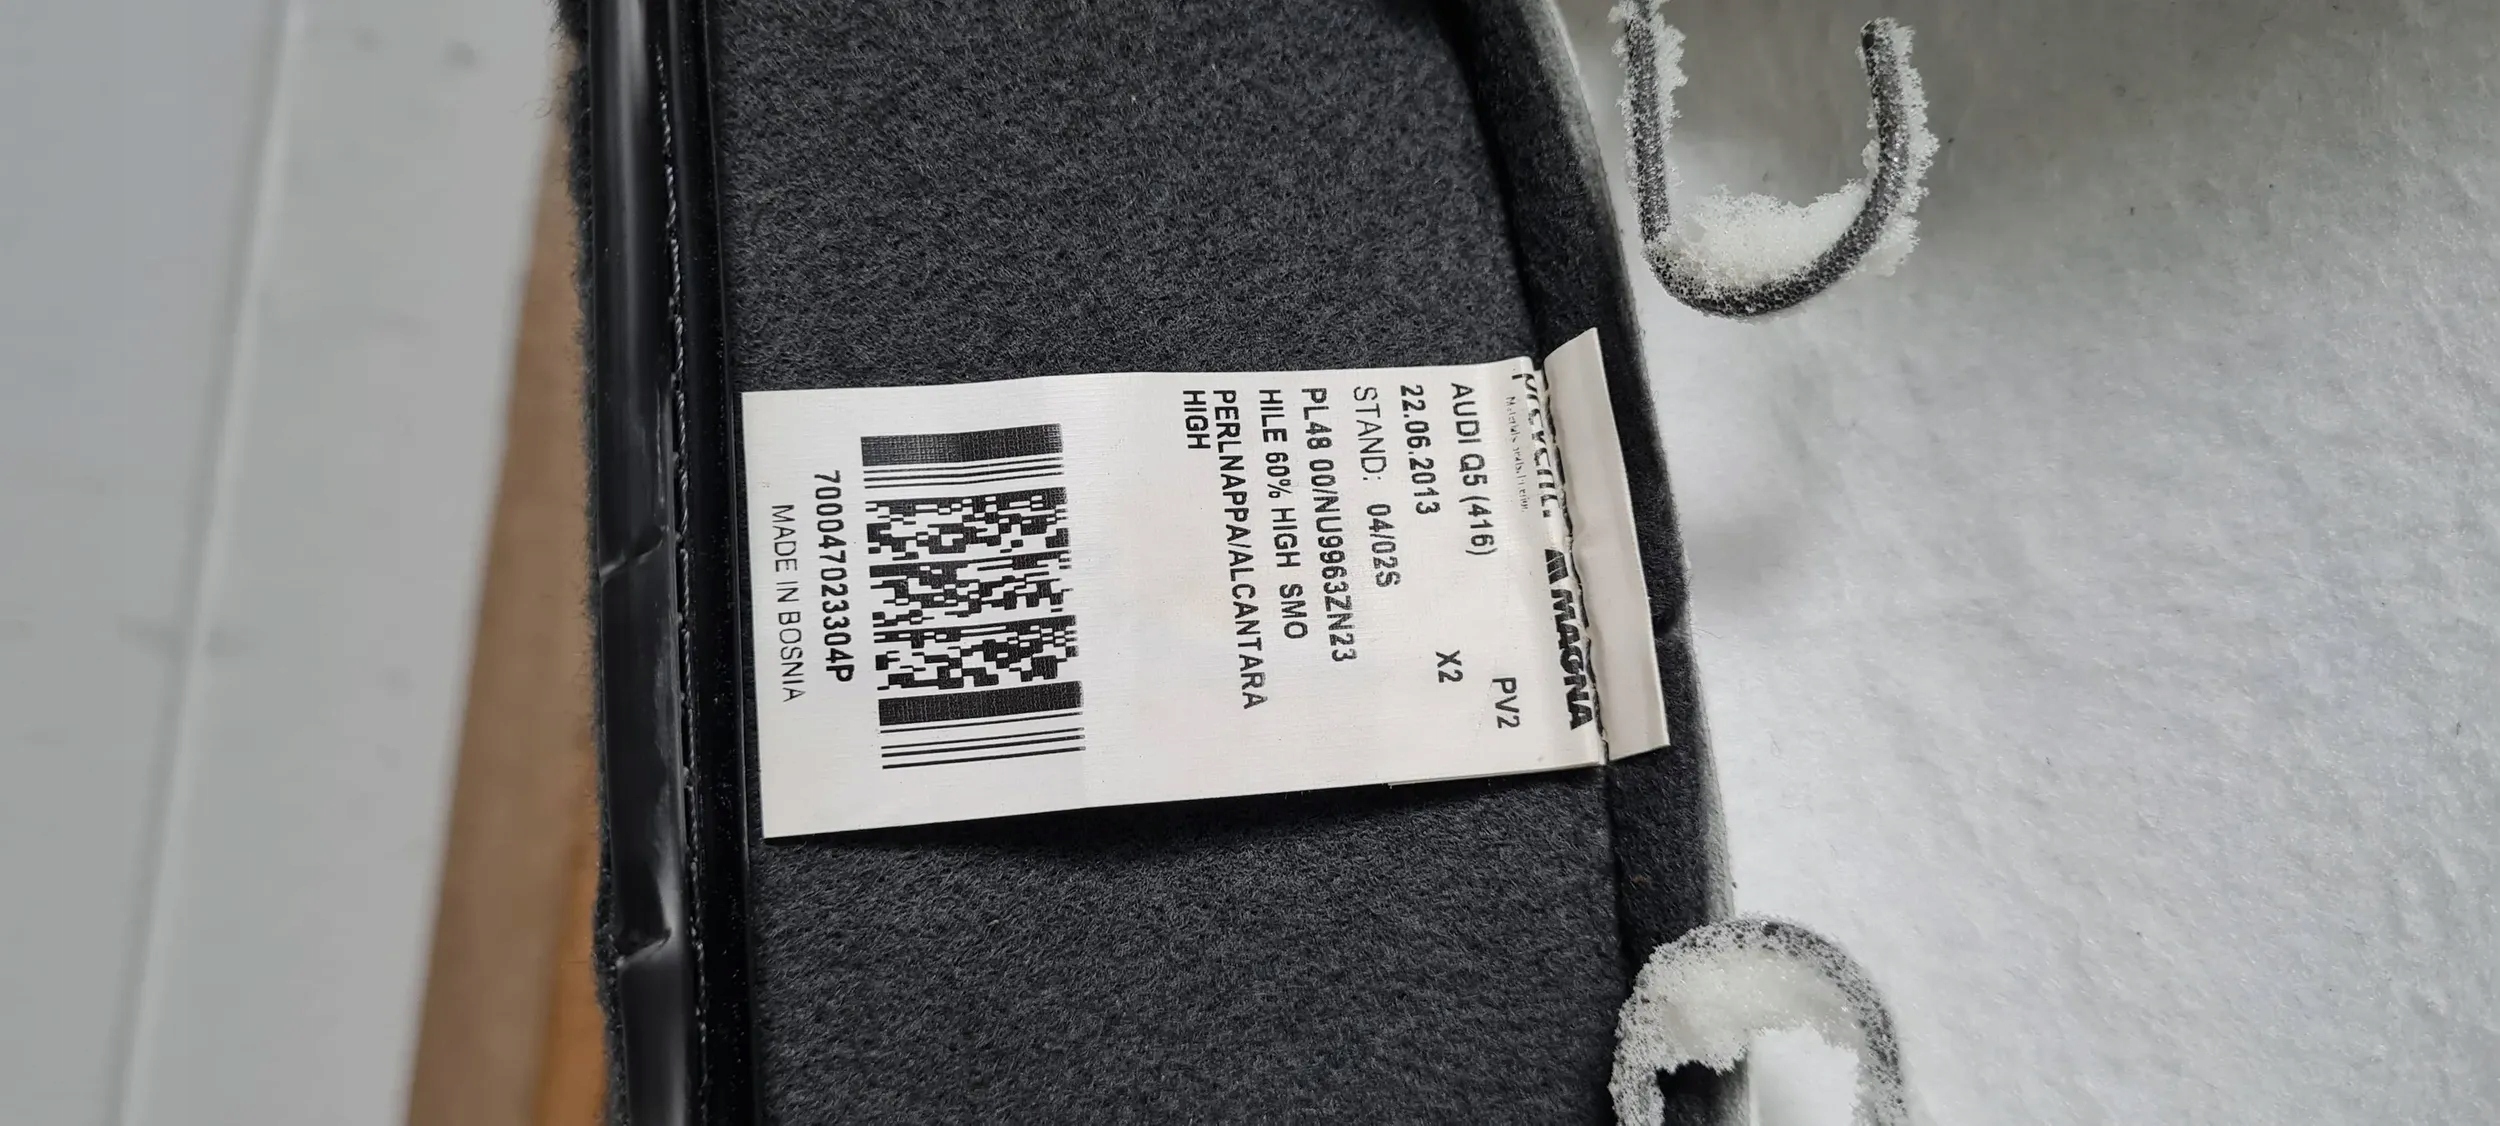 MAGNA
AUDI Q5 (416) PV2
22.06.2013 X2
STAND: 04/02S
PL48 00/NU9963ZN23
HILE 60% HIGH SMO
PERLNAPPA/ALCANTARA
HIGH
700047023304P
MADE IN BOSNIA